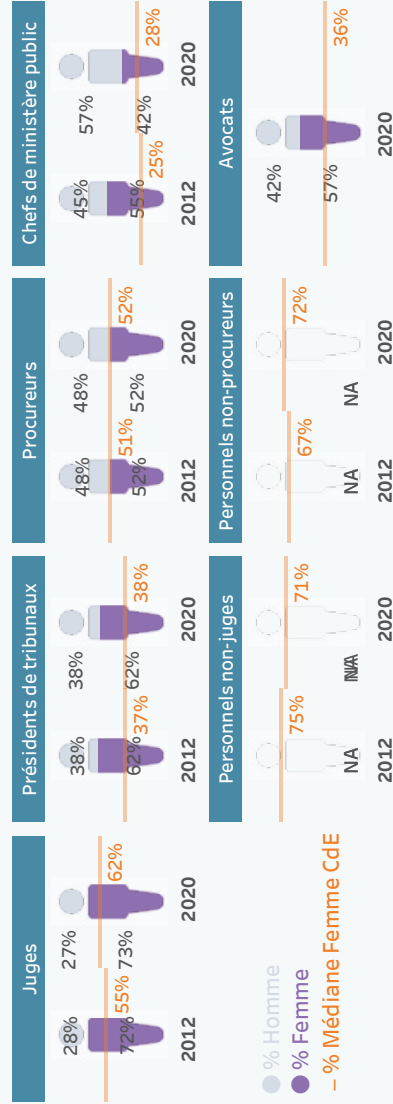 Juges
28%
72%
55%
2012
27%
73%
62%
2020
Présidents de tribunaux
38%
62%
37%
2012
38%
62%
38%
2020
Procureurs
48%
52%
51%
2012
48%
52%
52%
2020
Chefs de ministère public
45%
55%
25%
2012
57%
42%
28%
2020
% Homme
% Femme
– % Médiane Femme CdE
Personnels non-juges
75%
NA
2012
71%
NA
NA
2020
Personnels non-procureurs
67%
NA
2012
72%
NA
2020
Avocats
42%
57%
36%
2020